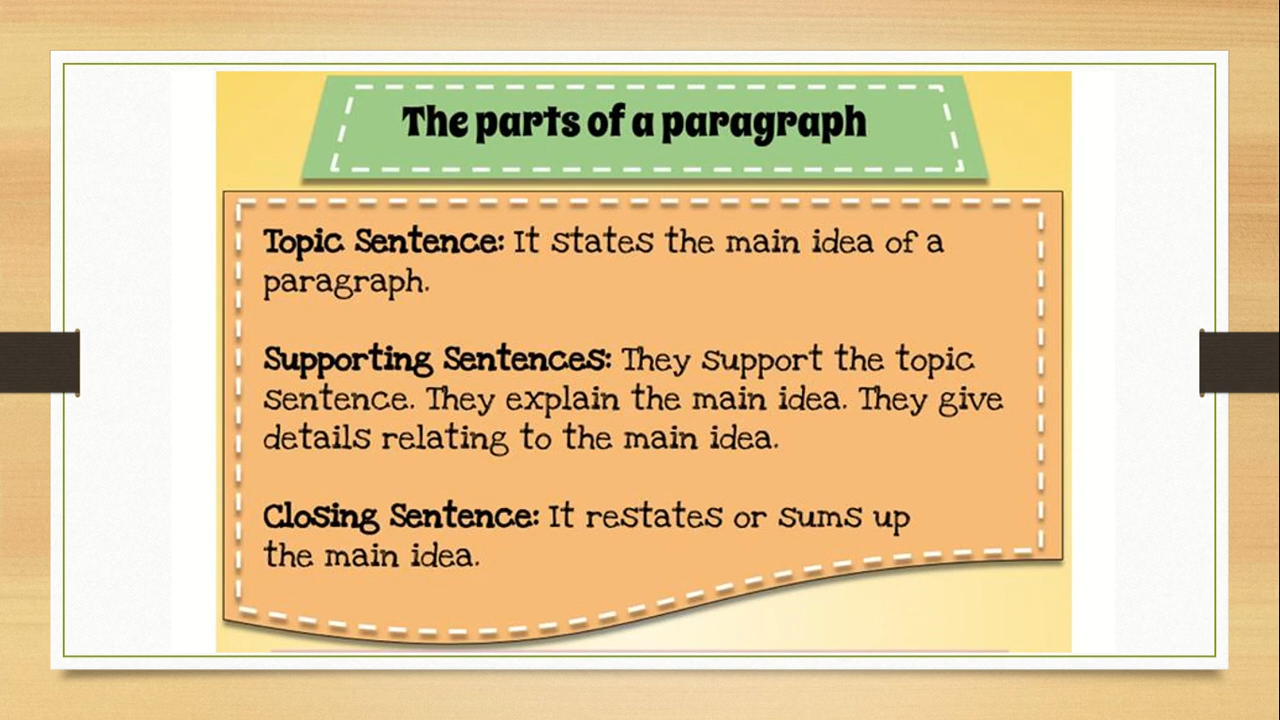 The parts of a paragraph
Topic Sentence: It states the main idea of a
paragraph.
Supporting Sentences: They support the topic
sentence. They explain the main idea. They give
details relating to the main idea.
Closing Sentence: It restates or sums up
the main idea.